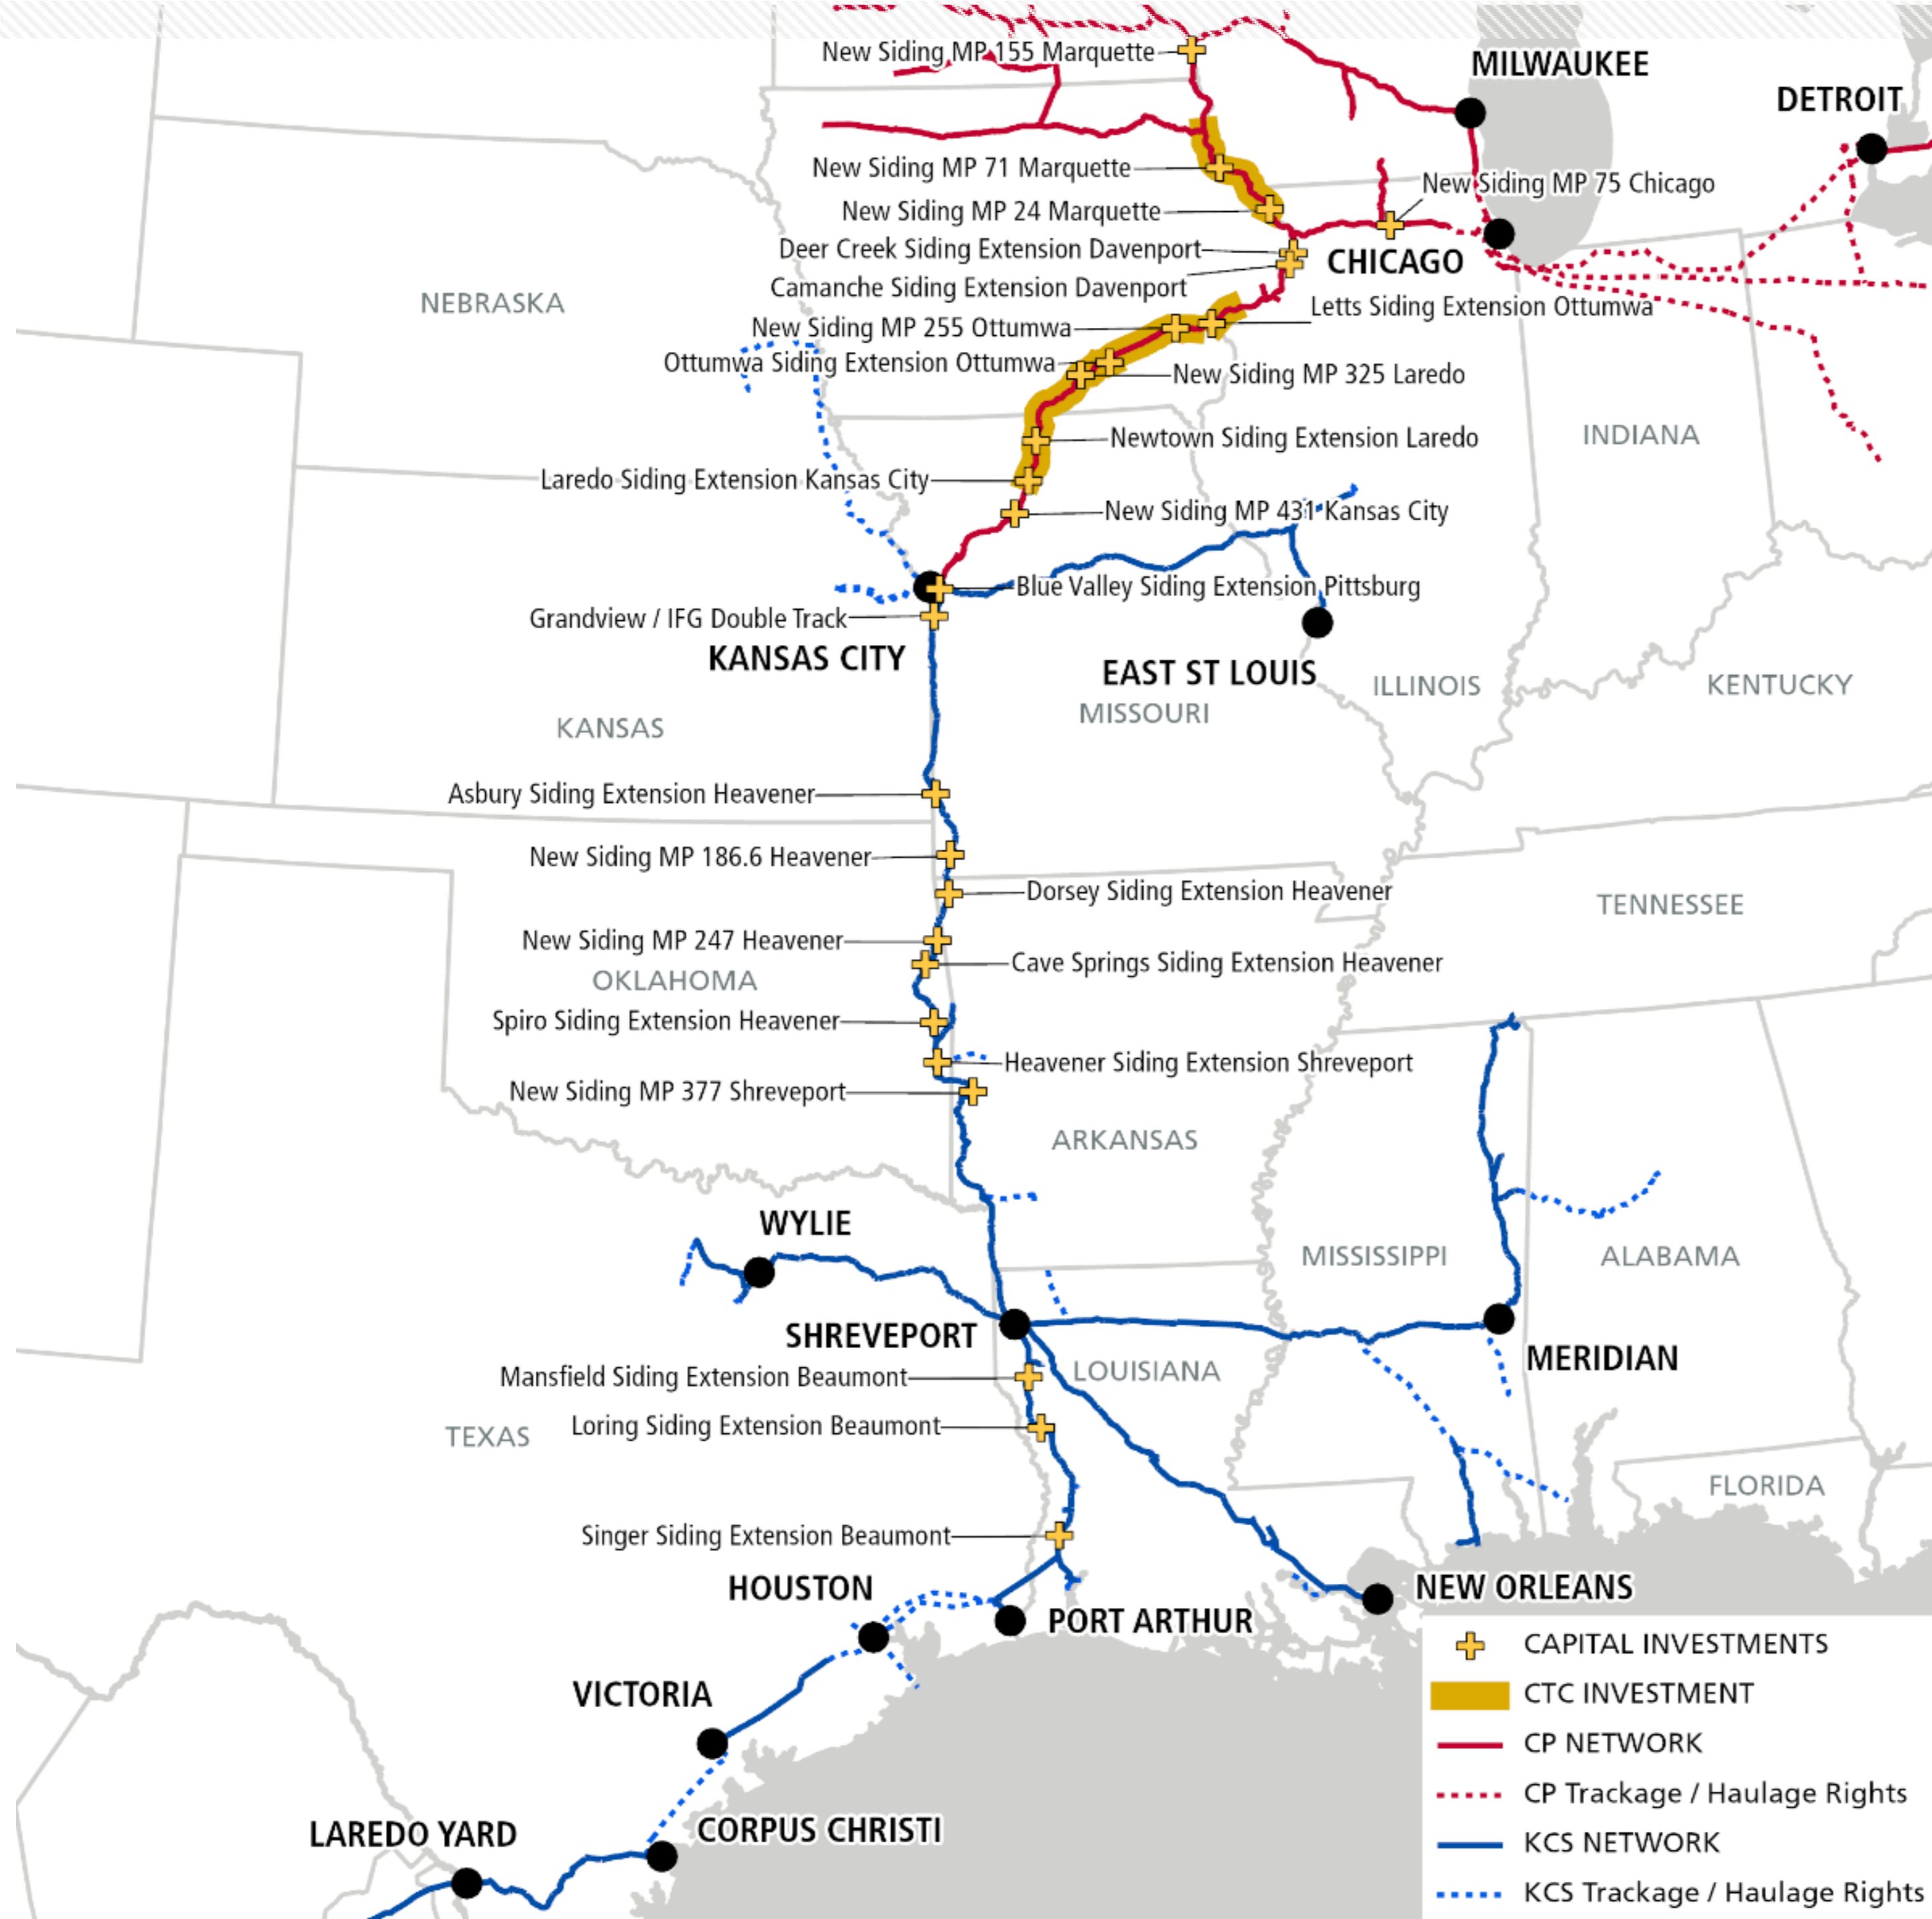 New Siding MP 155 Marquette
MILWAUKEE
DETROIT
New Siding MP 71 Marquette
New Siding MP 75 Chicago
New Siding MP 24 Marquette
Deer Creek Siding Extension Davenport
CHICAGO
Camanche Siding Extension Davenport
NEBRASKA
Letts Siding Extension Ottumwa
New Siding MP 255 Ottumwa
Ottumwa Siding Extension Ottumwa
New Siding MP 325 Laredo
INDIANA
Newtown Siding Extension Laredo
Laredo Siding Extension Kansas City
New Siding MP 431 Kansas City
Blue Valley Siding Extension Pittsburg
Grandview / IFG Double Track
KANSAS CITY
EAST ST LOUIS
ILLINOIS
KENTUCKY
MISSOURI
KANSAS
Asbury Siding Extension Heavener
New Siding MP 186.6 Heavener
Dorsey Siding Extension Heavener
TENNESSEE
New Siding MP 247 Heavener
Cave Springs Siding Extension Heavener
OKLAHOMA
Spiro Siding Extension Heavener
Heavener Siding Extension Shreveport
New Siding MP 377 Shreveport
ARKANSAS
WYLIE
MISSISSIPPI
ALABAMA
SHREVEPORT
MERIDIAN
LOUISIANA
Mansfield Siding Extension Beaumont
Loring Siding Extension Beaumont
TEXAS
FLORIDA
Singer Siding Extension Beaumont
HOUSTON
NEW ORLEANS
PORT ARTHUR
VICTORIA
CORPUS CHRISTI
LAREDO YARD
CAPITAL INVESTMENTS
CTC INVESTMENT
CP NETWORK
CP Trackage / Haulage Rights
KCS NETWORK
KCS Trackage / Haulage Rights